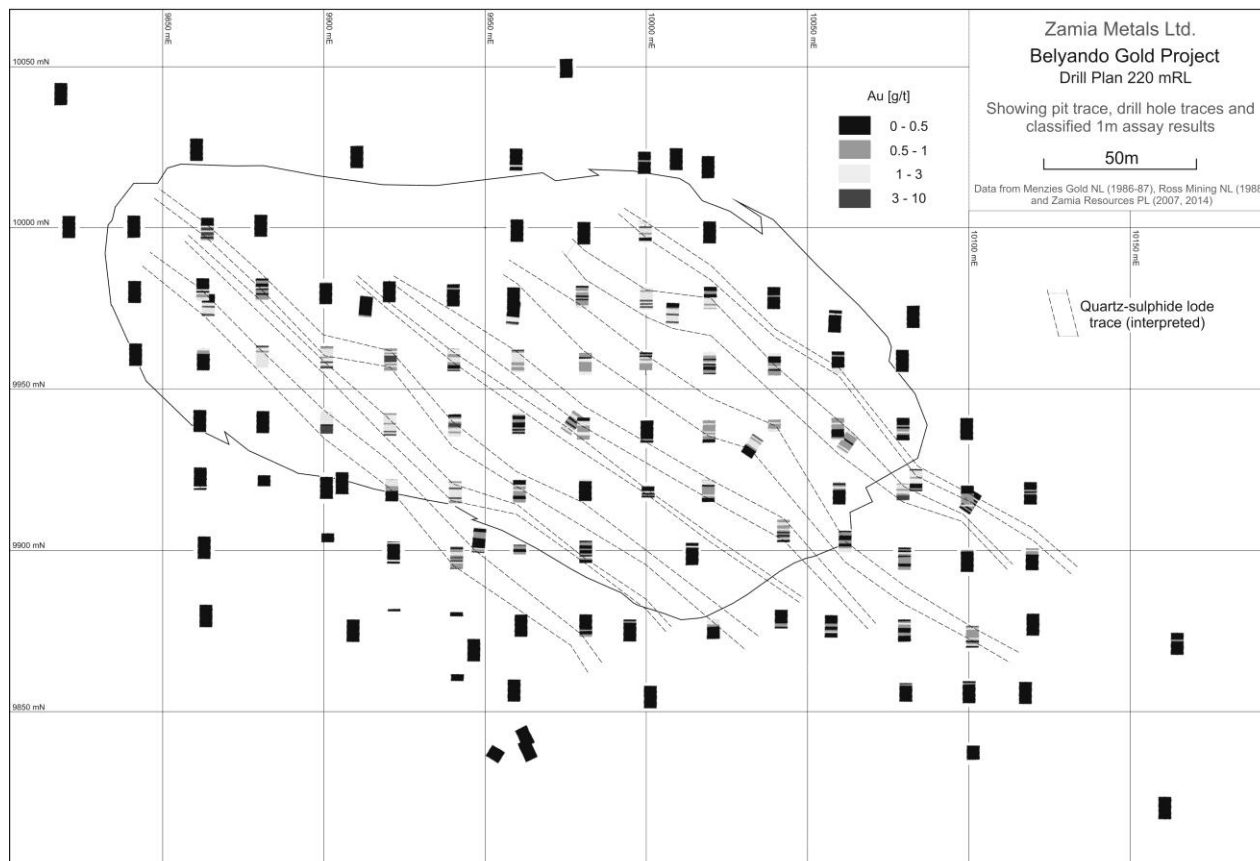 9850 mE
9900 mE
9950 mE
10000 mE
10050 mE
Zamia Metals Ltd.
Belyando Gold Project
Drill Plan 220 mRL
Showing pit trace, drill hole traces and
classified 1m assay results
50m
Data from Menzies Gold NL (1986-87), Ross Mining NL (1988
and Zamia Resources PL (2007, 2014)
10050 mN
Au [g/t]
0 - 0.5
0.5 - 1
1 - 3
3 - 10
10000 mN
10100 mE
10150 mE
Quartz-sulphide lode
trace (interpreted)
9950 mN
9900 mN
9850 mN